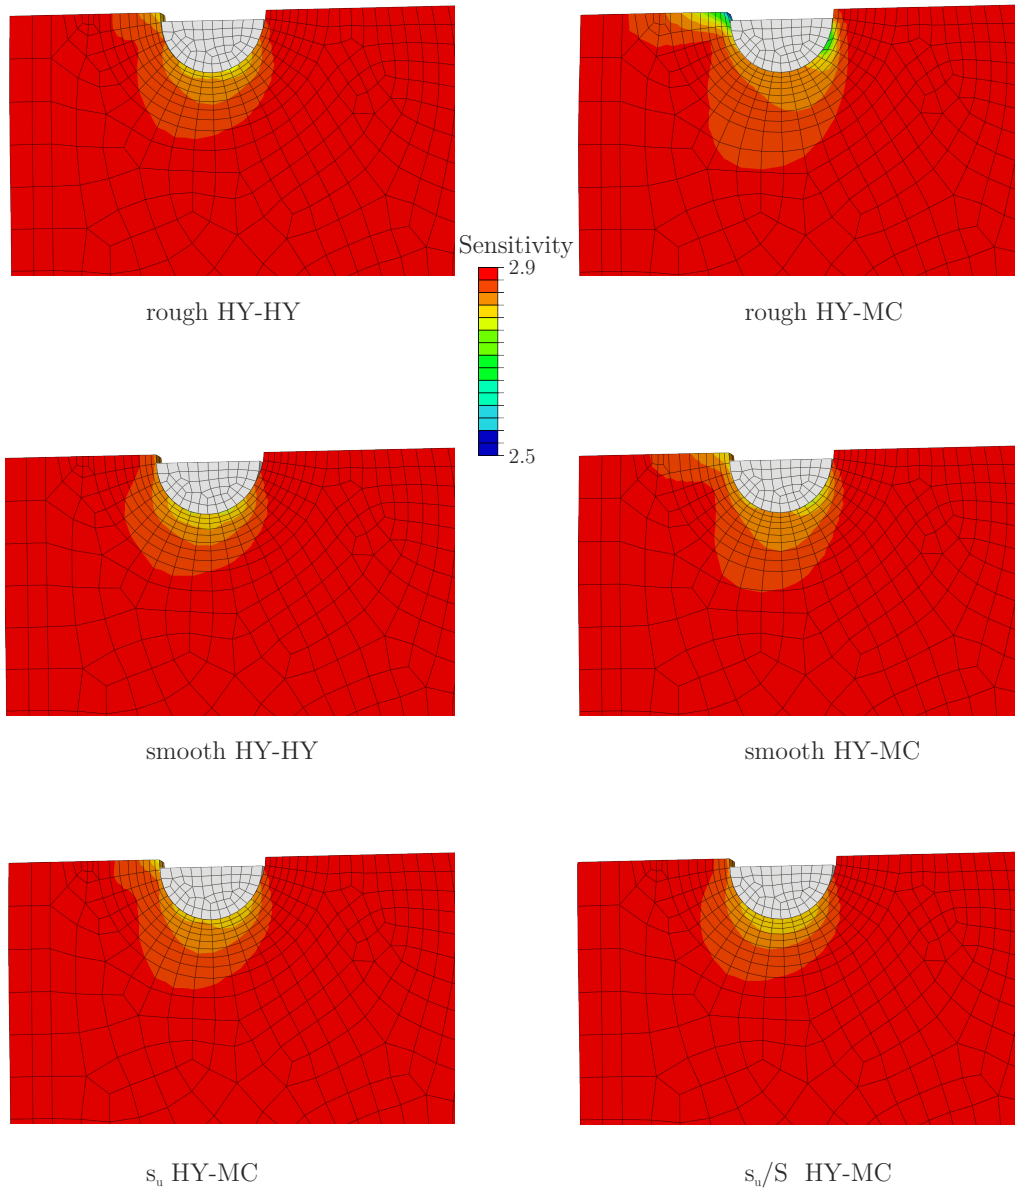 Sensitivity
2.9
rough HY-HY
rough HY-MC
2.5
smooth HY-HY
smooth HY-MC
sᵤ HY-MC
sᵤ/S HY-MC